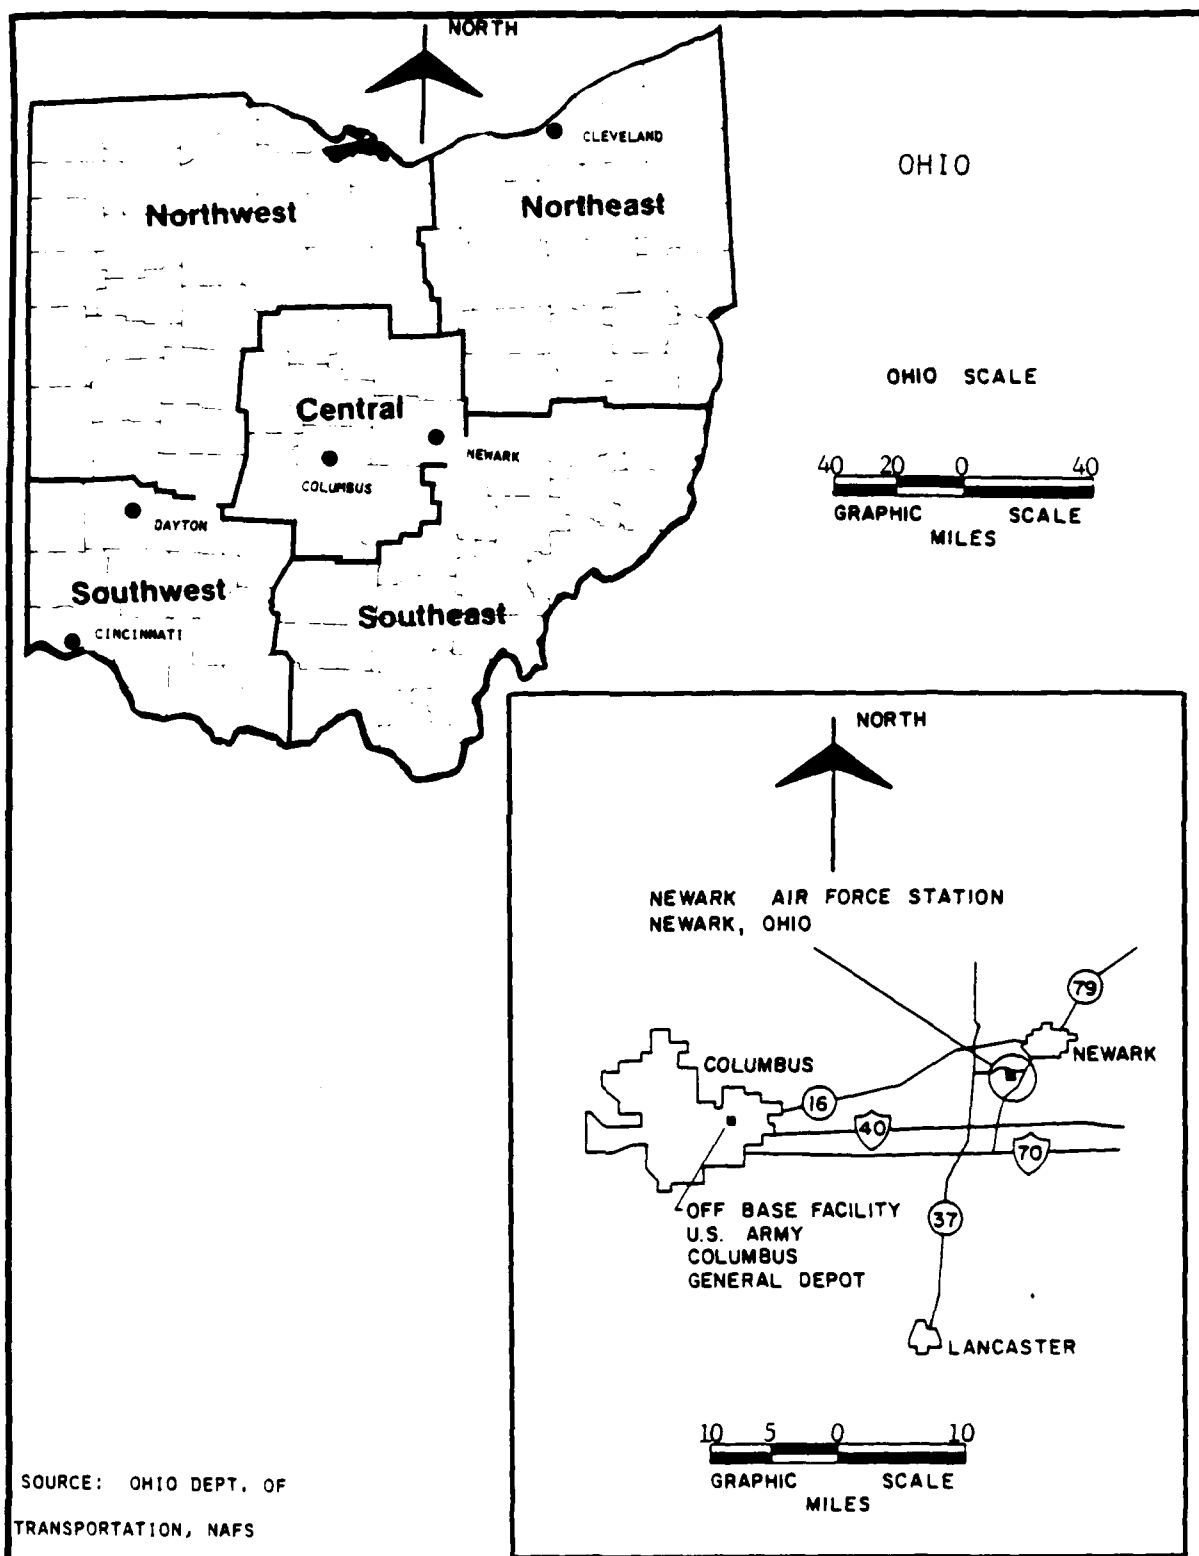 NORTH
CLEVELAND
OHIO
Northwest
Northeast
OHIO SCALE
Central
NEWARK
COLUMBUS
40 20 0 40
GRAPHIC SCALE
MILES
DAYTON
Southwest
Southeast
CINCINNATI
NORTH
NEWARK AIR FORCE STATION
NEWARK, OHIO
79
NEWARK
COLUMBUS
16
40
70
OFF BASE FACILITY
U.S. ARMY
COLUMBUS
GENERAL DEPOT
37
LANCASTER
10 5 0 10
GRAPHIC SCALE
MILES
SOURCE: OHIO DEPT. OF
TRANSPORTATION, NAFS